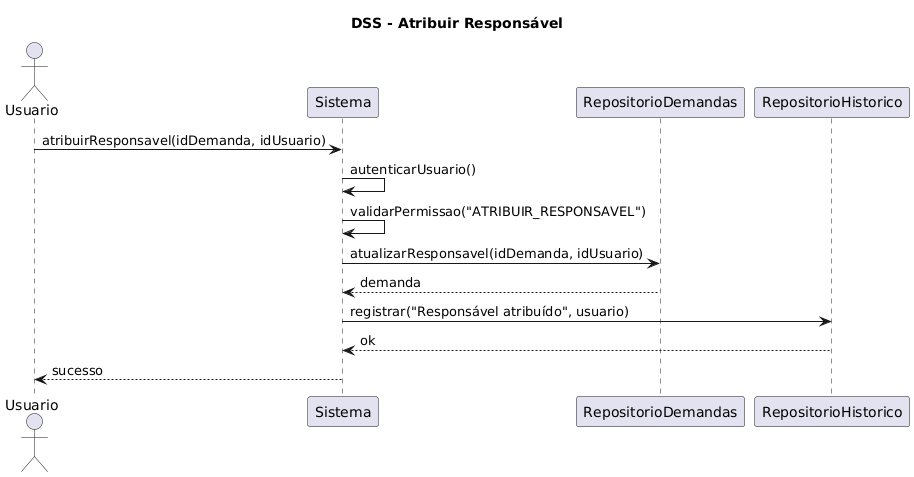 DSS - Atribuir Responsável
Usuario
Sistema
RepositorioDemandas
RepositorioHistorico
atribuirResponsavel(idDemanda, idUsuario)
autenticarUsuario()
validarPermissao("ATRIBUIR_RESPONSAVEL")
atualizarResponsavel(idDemanda, idUsuario)
demanda
registrar("Responsável atribuído", usuario)
ok
sucesso
Usuario
Sistema
RepositorioDemandas
RepositorioHistorico